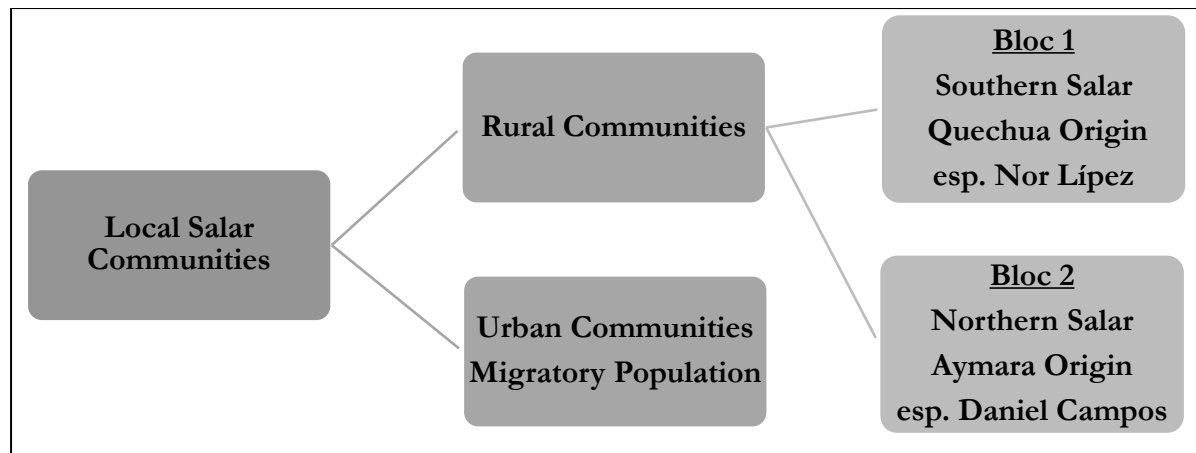 Local Salar
Communities
Rural Communities
Urban Communities
Migratory Population
Bloc 1
Southern Salar
Quechua Origin
esp. Nor Lípez
Bloc 2
Northern Salar
Aymara Origin
esp. Daniel Campos